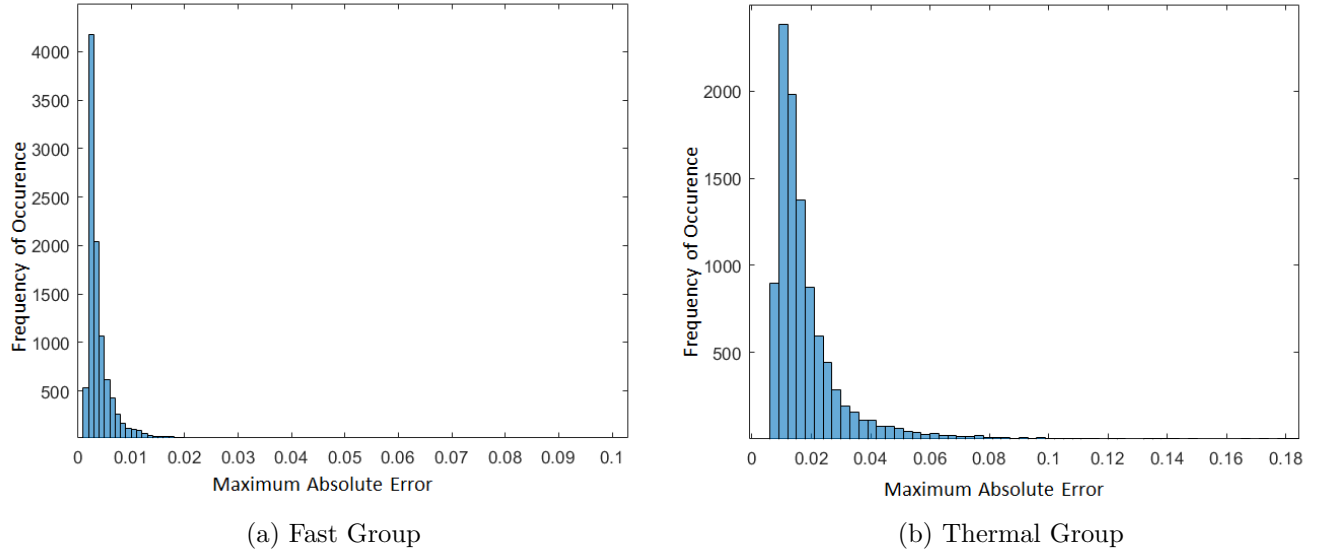 4000
3500
3000
2500
2000
1500
1000
500
Frequency of Occurence
0 0.01 0.02 0.03 0.04 0.05 0.06 0.07 0.08 0.09 0.1
Maximum Absolute Error
(a) Fast Group
2000
1500
1000
500
Frequency of Occurence
0 0.02 0.04 0.06 0.08 0.1 0.12 0.14 0.16 0.18
Maximum Absolute Error
(b) Thermal Group